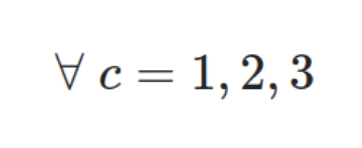 ∀ c = 1, 2, 3